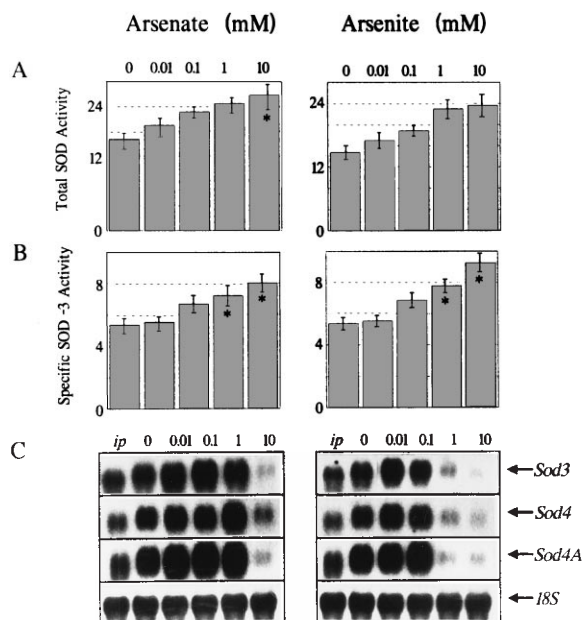 Arsenate (mM) Arsenite (mM)
0 0.01 0.1 1 10 0 0.01 0.1 1 10
A
Total SOD Activity
24 24
12 12
0 0
* 
B
Specific SOD -3 Activity
8 8
4 4
0 0
* * * *
C
ip 0 0.01 0.1 1 10 ip 0 0.01 0.1 1 10
Sod3
Sod4
Sod4A
18S